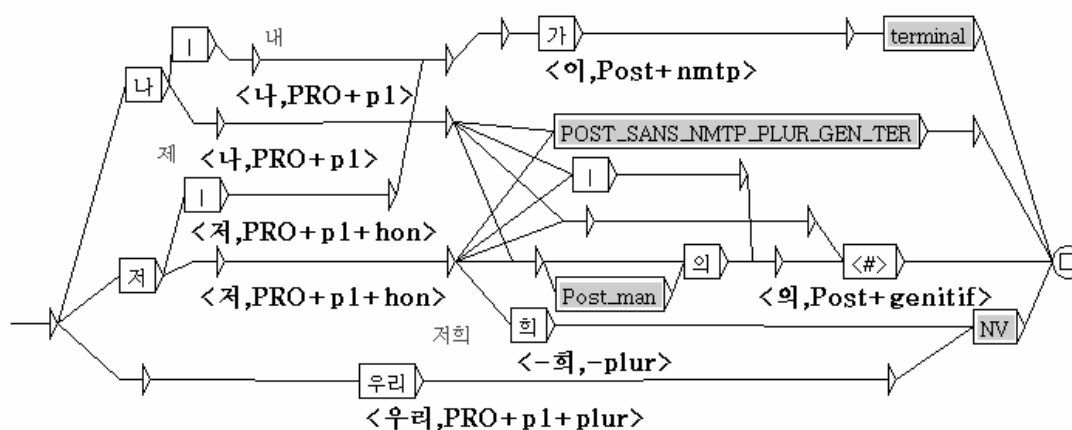 내
ㅣ 가 terminal
나 <나,PRO+p1> <이,Post+nmtp>
POST_SANS_NMTP_PLUR_GEN_TER
제 <나,PRO+p1>
ㅣ ㅣ
<저,PRO+p1+hon>
저 의 <#>
<저,PRO+p1+hon> Post_man <의,Post+genitif>
저희 희 NV
<-희,-plur>
우리
<우리,PRO+p1+plur>